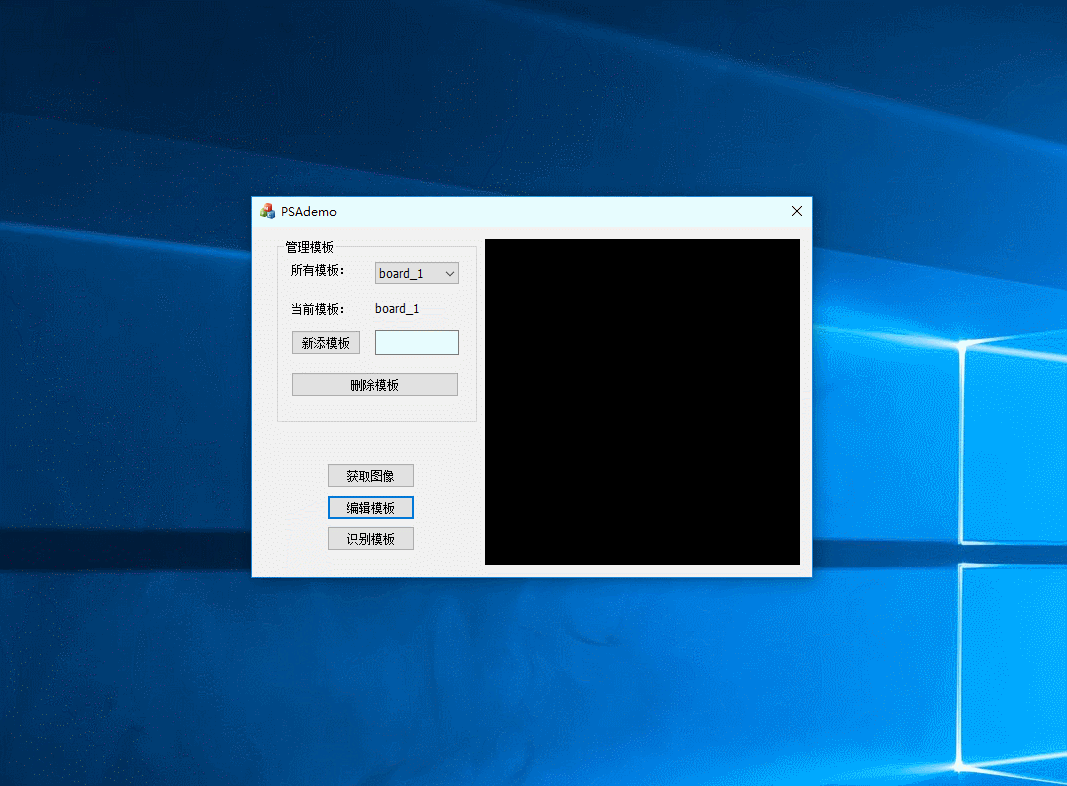 PSAdemo
管理模板
所有模板： board_1
当前模板： board_1
新添模板
删除模板
获取图像
编辑模板
识别模板